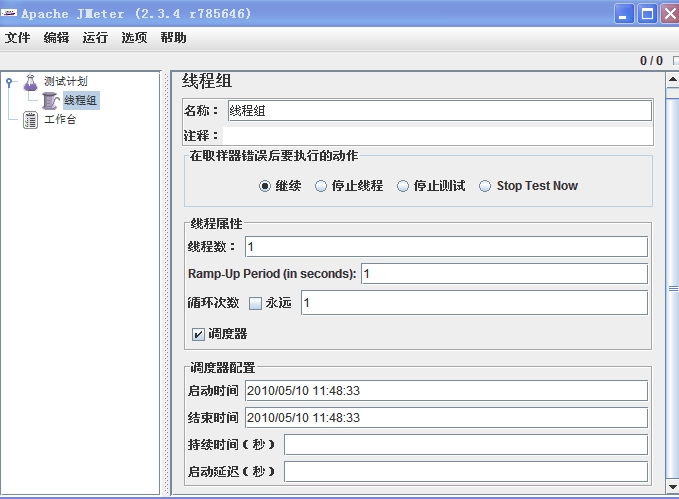 Apache JMeter (2.3.4 r785646)
文件 编辑 运行 选项 帮助
0 / 0
测试计划
线程组
工作台
线程组
名称： 线程组
注释：
在取样器错误后要执行的动作
继续 停止线程 停止测试 Stop Test Now
线程属性
线程数： 1
Ramp-Up Period (in seconds): 1
循环次数 永远 1
调度器
调度器配置
启动时间 2010/05/10 11:48:33
结束时间 2010/05/10 11:48:33
持续时间（秒）
启动延迟（秒）